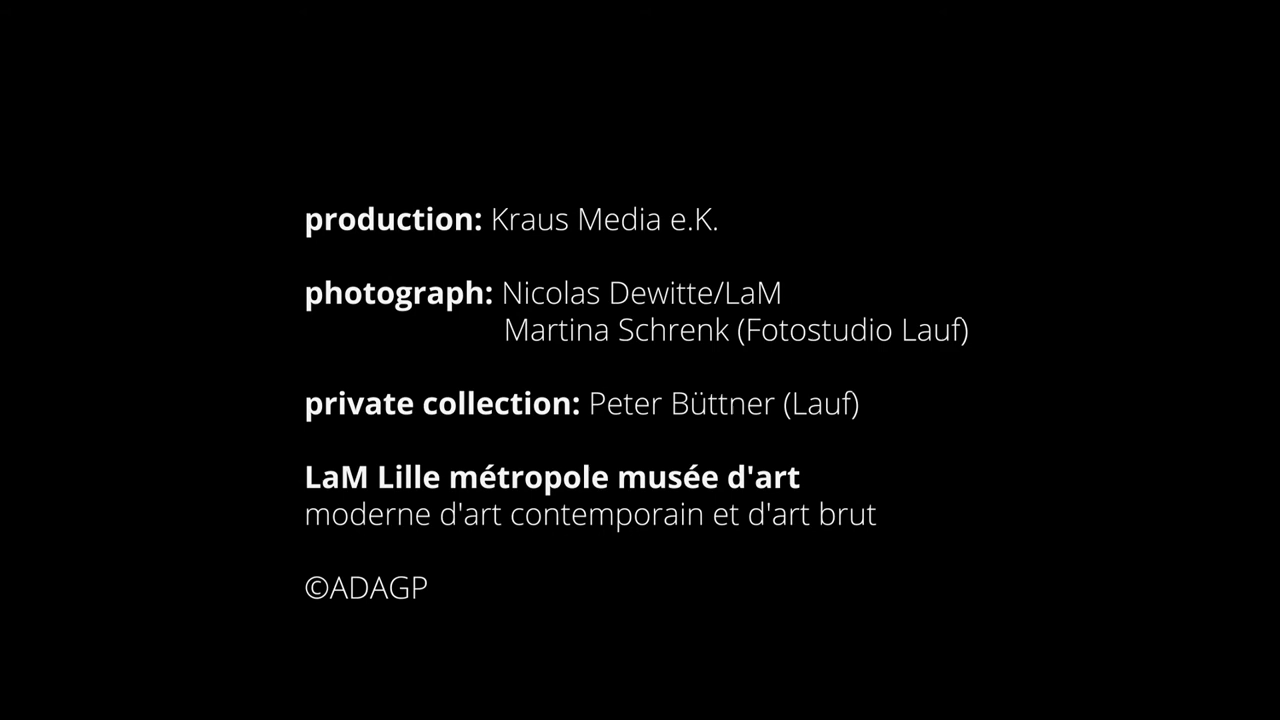 production: Kraus Media e.K.
photograph: Nicolas Dewitte/LaM
Martina Schrenk (Fotostudio Lauf)
private collection: Peter Büttner (Lauf)
LaM Lille métropole musée d'art
moderne d'art contemporain et d'art brut
©ADAGP